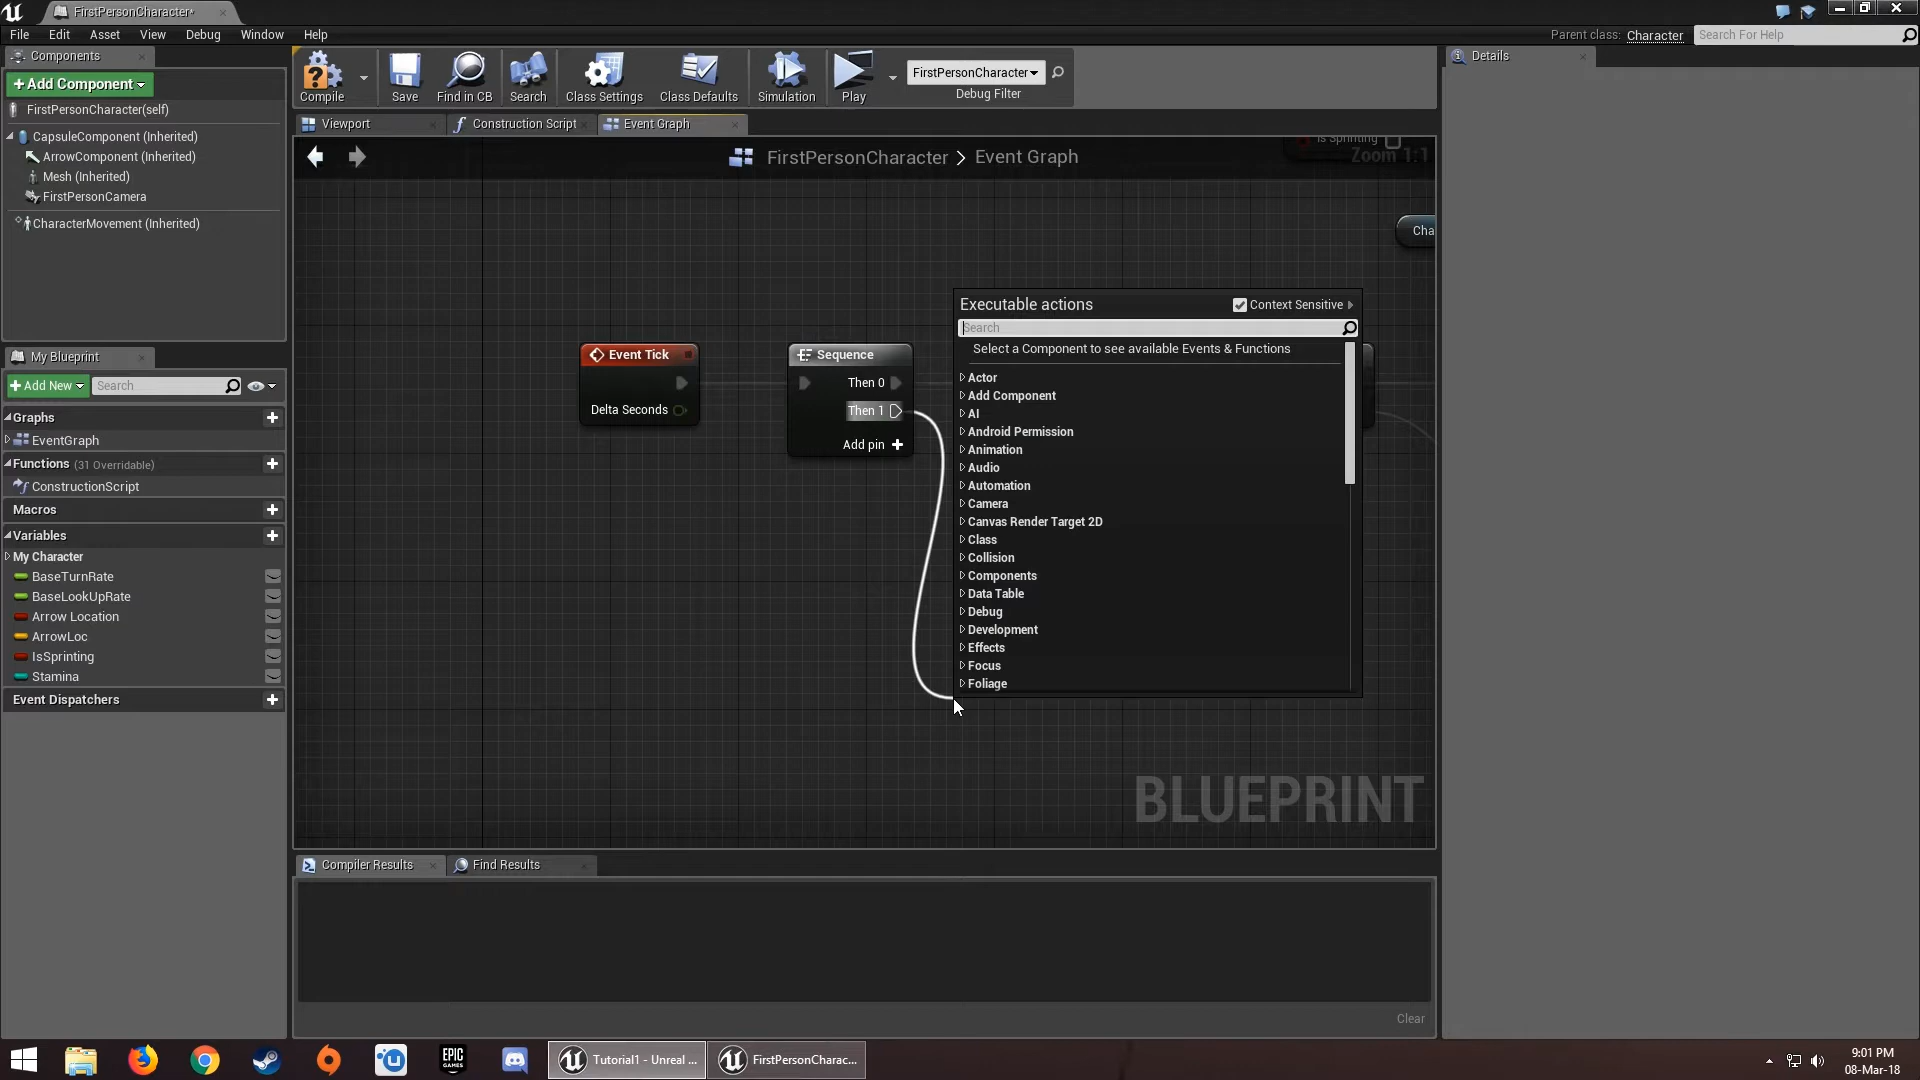 FirstPersonCharacter*
File Edit Asset View Debug Window Help
Parent class: Character
Search For Help
Components
+Add Component
FirstPersonCharacter(self)
CapsuleComponent (Inherited)
ArrowComponent (Inherited)
Mesh (Inherited)
FirstPersonCamera
CharacterMovement (Inherited)
My Blueprint
+Add New
Search
Graphs
EventGraph
Functions (31 Overridable)
ConstructionScript
Macros
Variables
My Character
BaseTurnRate
BaseLookUpRate
Arrow Location
ArrowLoc
IsSprinting
Stamina
Event Dispatchers
Compile
Save
Find in CB
Search
Class Settings
Class Defaults
Simulation
Play
FirstPersonCharacter
Debug Filter
Viewport
Construction Script
Event Graph
FirstPersonCharacter > Event Graph
Is Sprinting
Zoom 1:1
Cha
Event Tick
Delta Seconds
Sequence
Then 0
Then 1
Add pin +
Executable actions
Context Sensitive
Search
Select a Component to see available Events & Functions
Actor
Add Component
AI
Android Permission
Animation
Audio
Automation
Camera
Canvas Render Target 2D
Class
Collision
Components
Data Table
Debug
Development
Effects
Focus
Foliage
BLUEPRINT
Compiler Results
Find Results
Clear
Details
EPIC
GAMES
Tutorial1 - Unreal ...
FirstPersonCharac...
9:01 PM
08-Mar-18